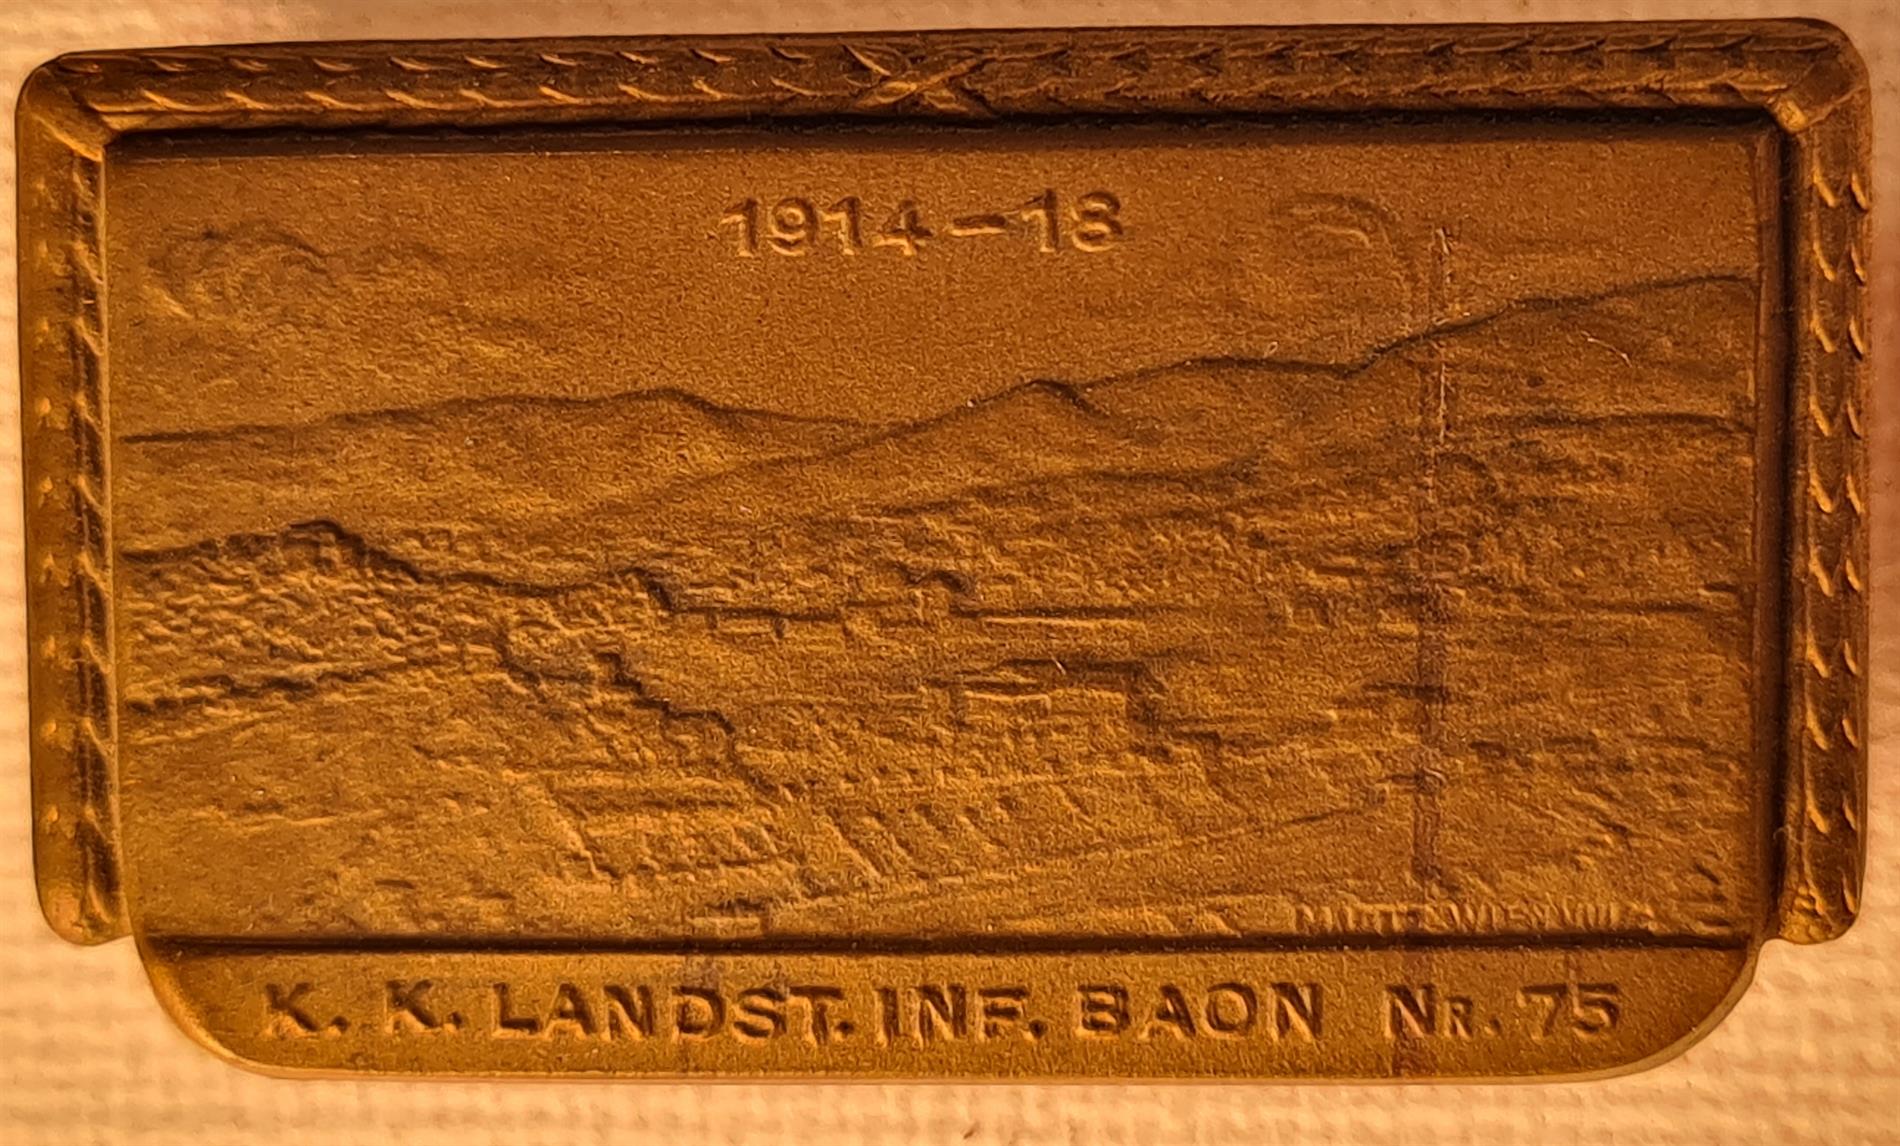 1914-18
K. K. LANDST. INF. BAON NR. 75